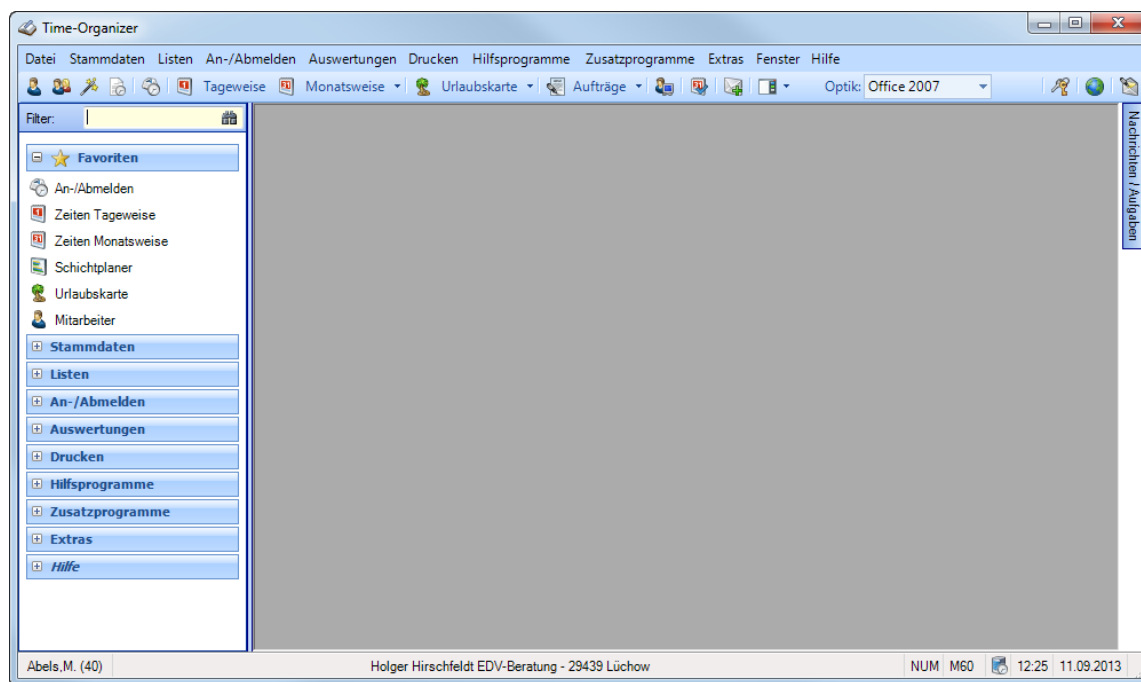 Time-Organizer
Datei Stammdaten Listen An-/Abmelden Auswertungen Drucken Hilfsprogramme Zusatzprogramme Extras Fenster Hilfe
Tageweise Monatsweise Urlaubskarte Aufträge Optik: Office 2007
Filter:
Nachrichten / Aufgaben
Favoriten
An-/Abmelden
Zeiten Tageweise
Zeiten Monatsweise
Schichtplaner
Urlaubskarte
Mitarbeiter
Stammdaten
Listen
An-/Abmelden
Auswertungen
Drucken
Hilfsprogramme
Zusatzprogramme
Extras
Hilfe
Abels,M. (40) Holger Hirschfeldt EDV-Beratung - 29439 Lüchow NUM M60 12:25 11.09.2013